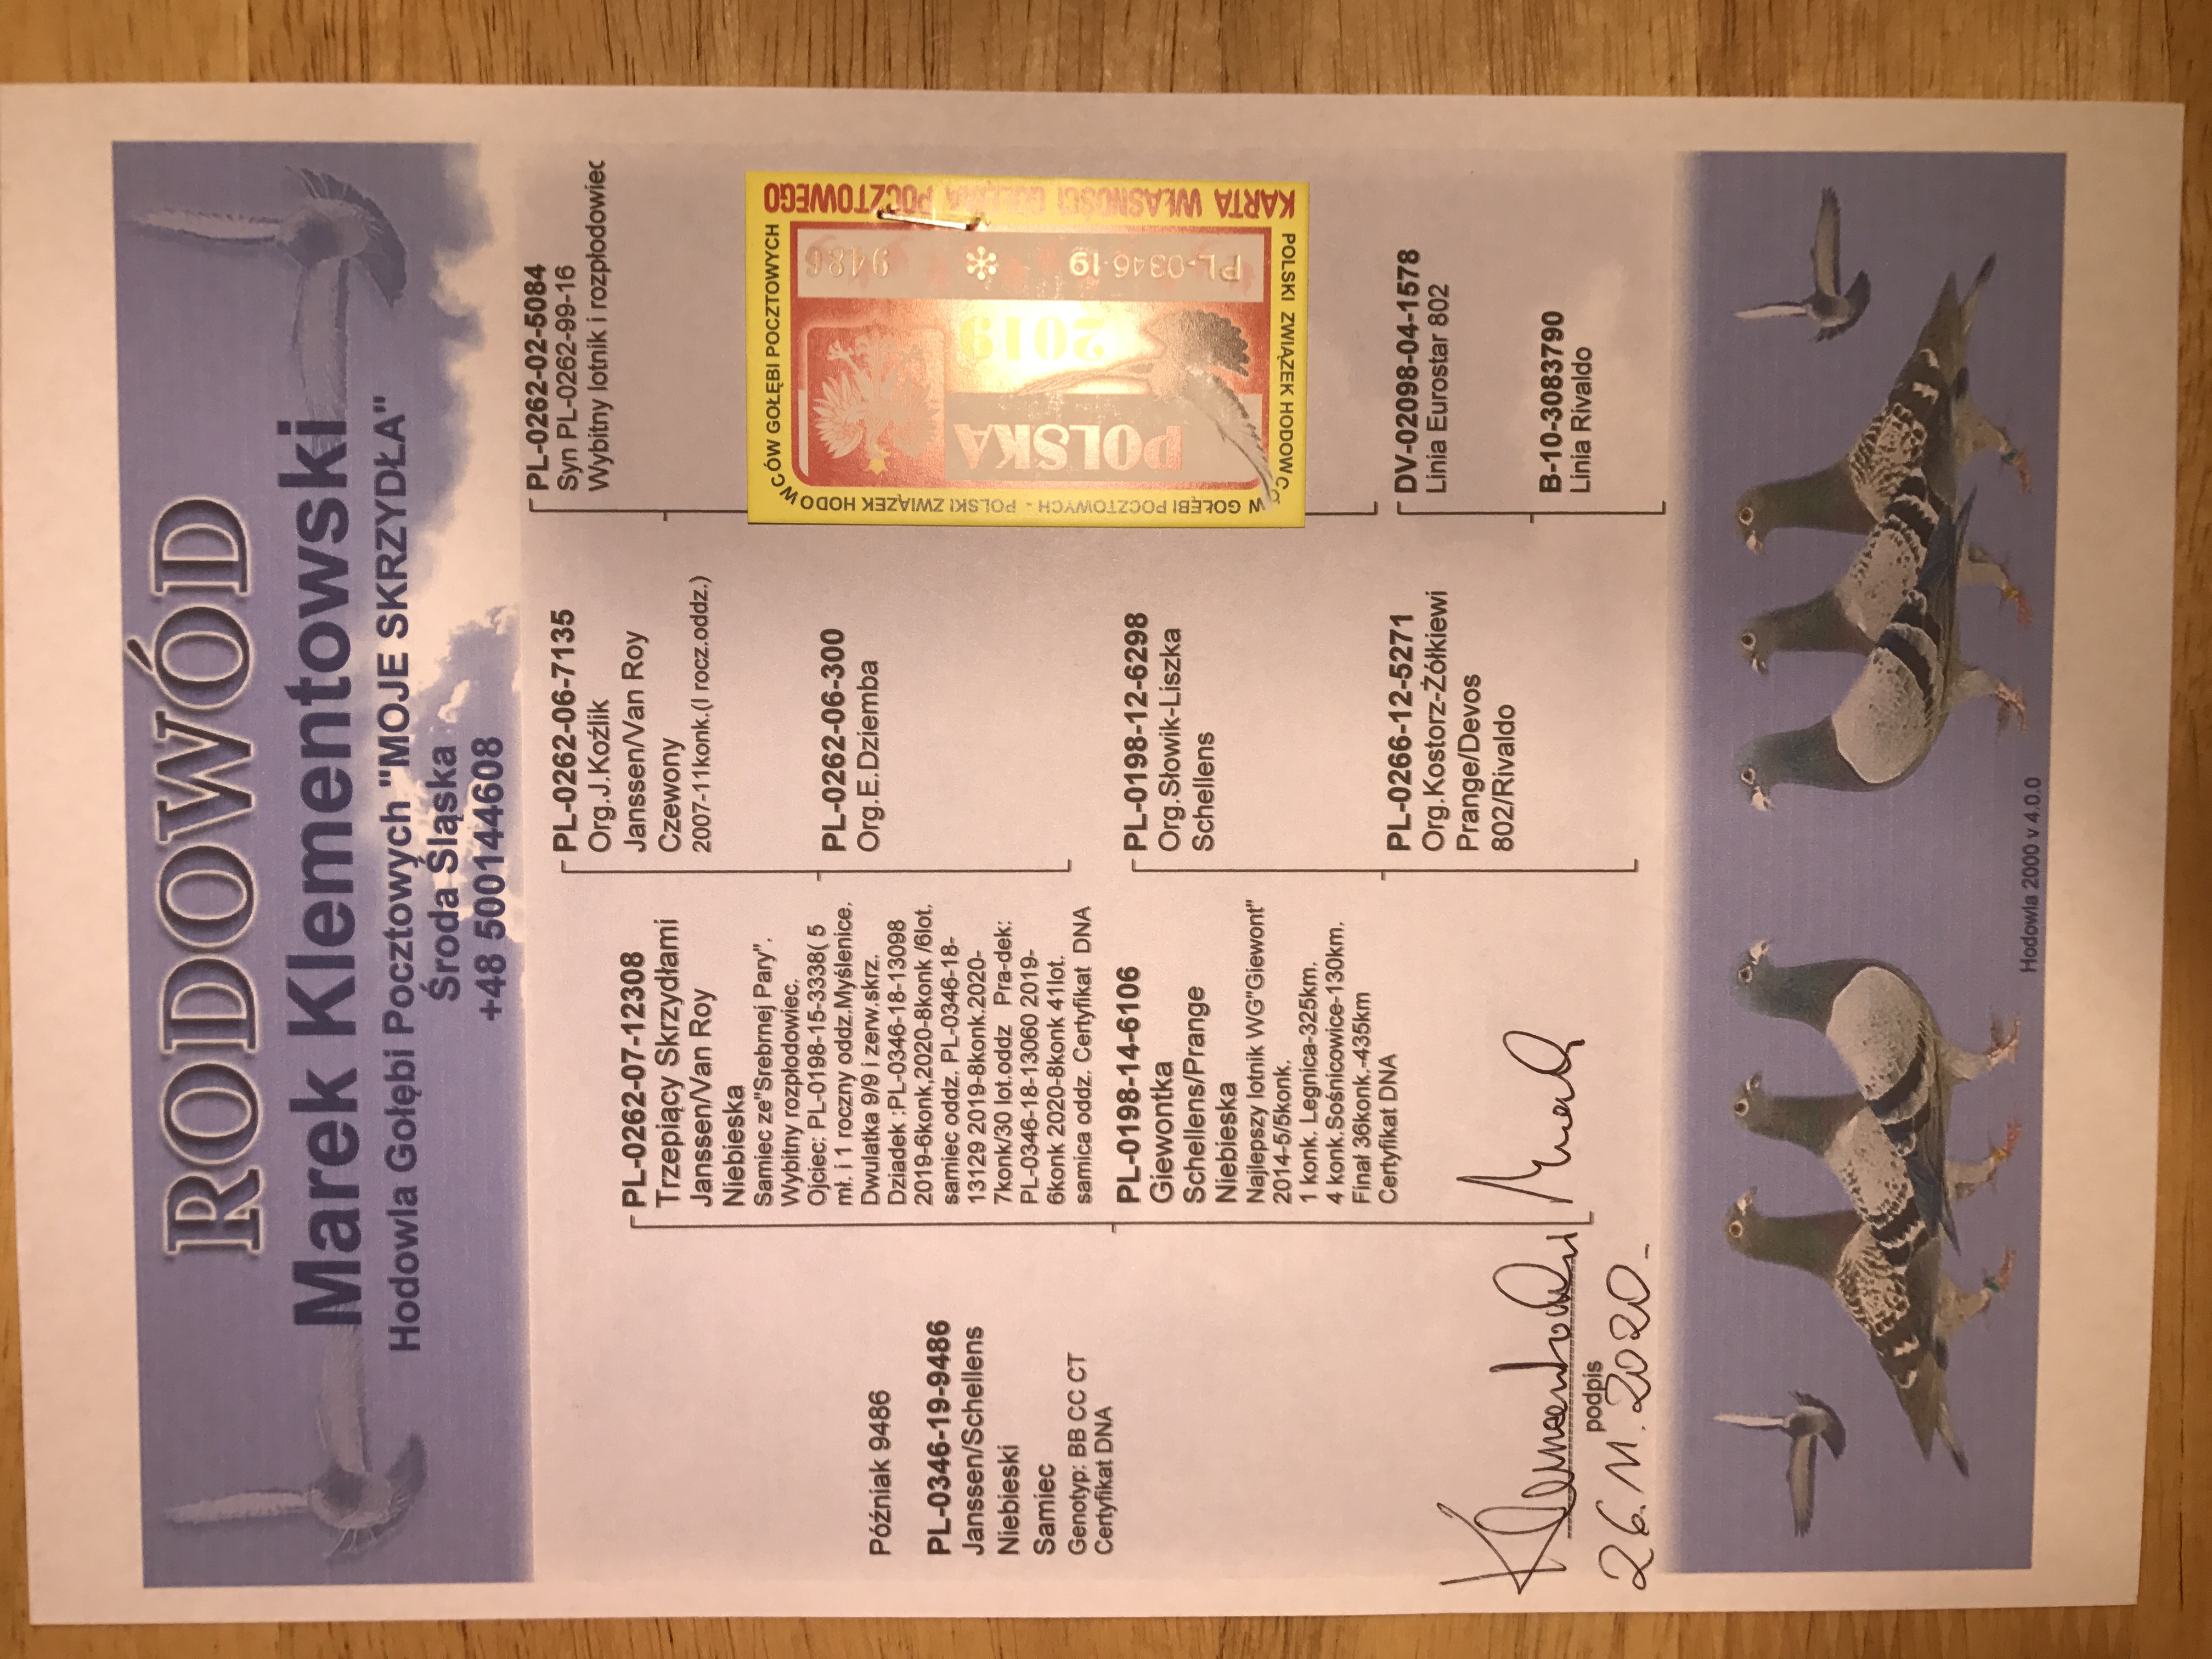 RODOWÓD
Marek Klementowski
Hodowla Gołębi Pocztowych "MOJE SKRZYDŁA"
Środa Śląska
+48 500144608
Późniak 9486
PL-0346-19-9486
Janssen/Schellens
Niebieski
Samiec
Genotyp: BB CC CT
Certyfikat DNA
PL-0262-07-12308
Trzepiący Skrzydłami
Janssen/Van Roy
Niebieska
Samiec ze"Srebrnej Pary".
Wybitny rozpłodowiec.
Ojciec: PL-0198-15-3338( 5
mł. i 1 roczny oddz.Myślenice.
Dwulatka 9/9 i zerw.skrz.
Dziadek :PL-0346-18-13098
2019-6konk,2020-8konk /6lot.
samiec oddz. PL-0346-18-
13129 2019-8konk.2020-
7konk/30 lot.oddz Pra-dek:
PL-0346-18-13060 2019-
6konk 2020-8konk 41lot.
samica oddz. Certyfikat DNA
PL-0198-14-6106
Giewontka
Schellens/Prange
Niebieska
Najlepszy lotnik WG"Giewont"
2014-5/5konk.
1 konk. Legnica-325km.
4 konk.Sośnicowice-130km.
Finał 36konk.-435km
Certyfikat DNA
PL-0262-06-7135
Org.J.Koźlik
Janssen/Van Roy
Czewony
2007-11konk.(I rocz.oddz.)
PL-0262-06-300
Org.E.Dziemba
PL-0198-12-6298
Org.Słowik-Liszka
Schellens
PL-0266-12-5271
Org.Kostorz-Żółkiewi
Prange/Devos
802/Rivaldo
PL-0262-02-5084
Syn PL-0262-99-16
Wybitny lotnik i rozpłodowiec
DV-02098-04-1578
Linia Eurostar 802
B-10-3083790
Linia Rivaldo
KARTA WŁASNOŚCI GOŁĘBIA POCZTOWEGO
PL-0346-19 * 9486
POLSKA 2019
POLSKI ZWIĄZEK HODOWCÓW GOŁĘBI POCZTOWYCH - POLSKI ZWIĄZEK HODOWCÓW GOŁĘBI POCZTOWYCH
Klementowski Marek
podpis
26.11.2020
Hodowla 2000 v 4.0.0